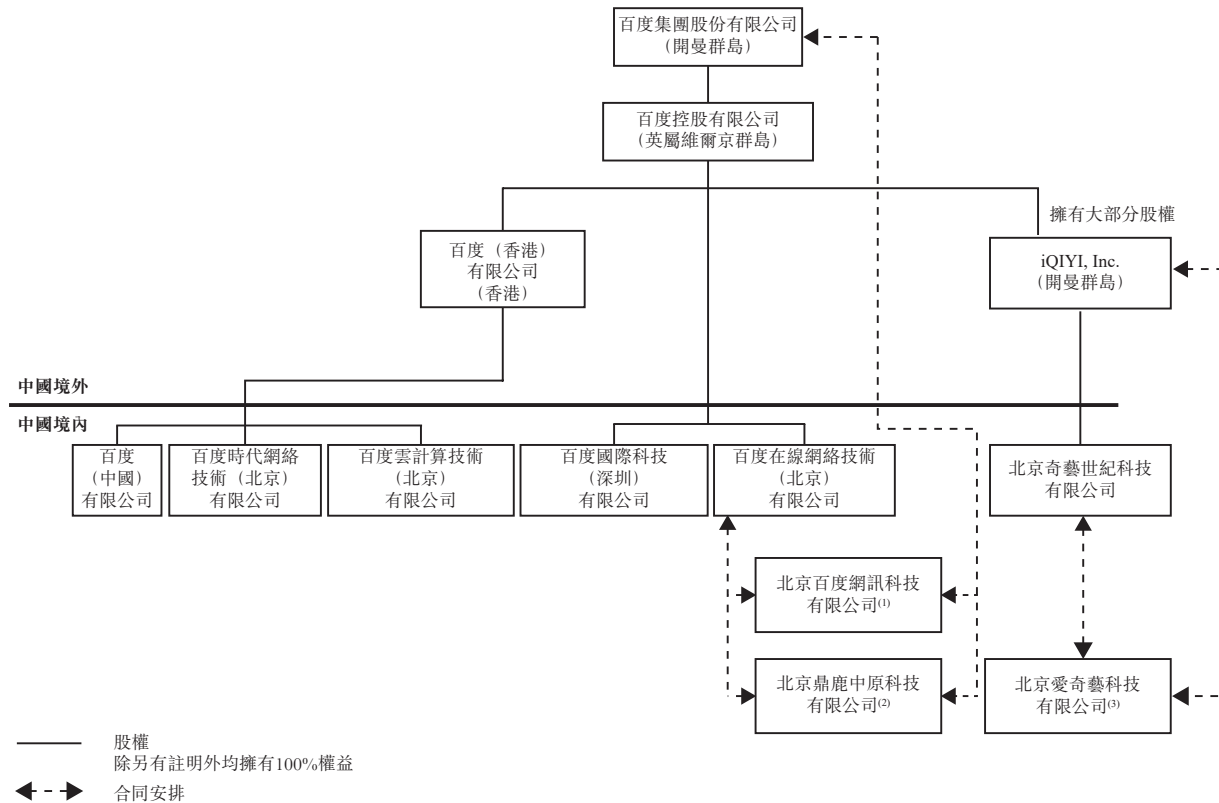 百度集團股份有限公司
（開曼群島）
百度控股有限公司
（英屬維爾京群島）
擁有大部分股權
百度（香港）
有限公司
（香港）
iQIYI, Inc.
（開曼群島）
中國境外
中國境內
百度
（中國）
有限公司
百度時代網絡
技術（北京）
有限公司
百度雲計算技術
（北京）
有限公司
百度國際科技
（深圳）
有限公司
百度在線網絡技術
（北京）
有限公司
北京奇藝世紀科技
有限公司
北京百度網訊科技
有限公司(1)
北京鼎鹿中原科技
有限公司(2)
北京愛奇藝科技
有限公司(3)
股權
除另有註明外均擁有100%權益
合同安排